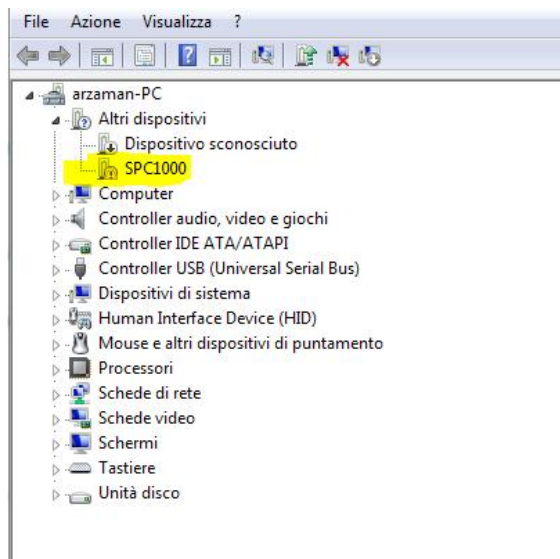 File Azione Visualizza ?
arzaman-PC
Altri dispositivi
Dispositivo sconosciuto
SPC1000
Computer
Controller audio, video e giochi
Controller IDE ATA/ATAPI
Controller USB (Universal Serial Bus)
Dispositivi di sistema
Human Interface Device (HID)
Mouse e altri dispositivi di puntamento
Processori
Schede di rete
Schede video
Schermi
Tastiere
Unità disco